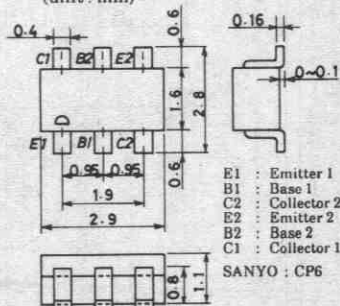 (unit : mm)
0.4
0.6
0.16
C1 B2 E2
1.6
2.8
0~0.1
E1 B1 C2
0.95 0.95
0.6
1.9
2.9
E1 : Emitter 1
B1 : Base 1
C2 : Collector 2
E2 : Emitter 2
B2 : Base 2
C1 : Collector 1
SANYO : CP6
0.8
1.1